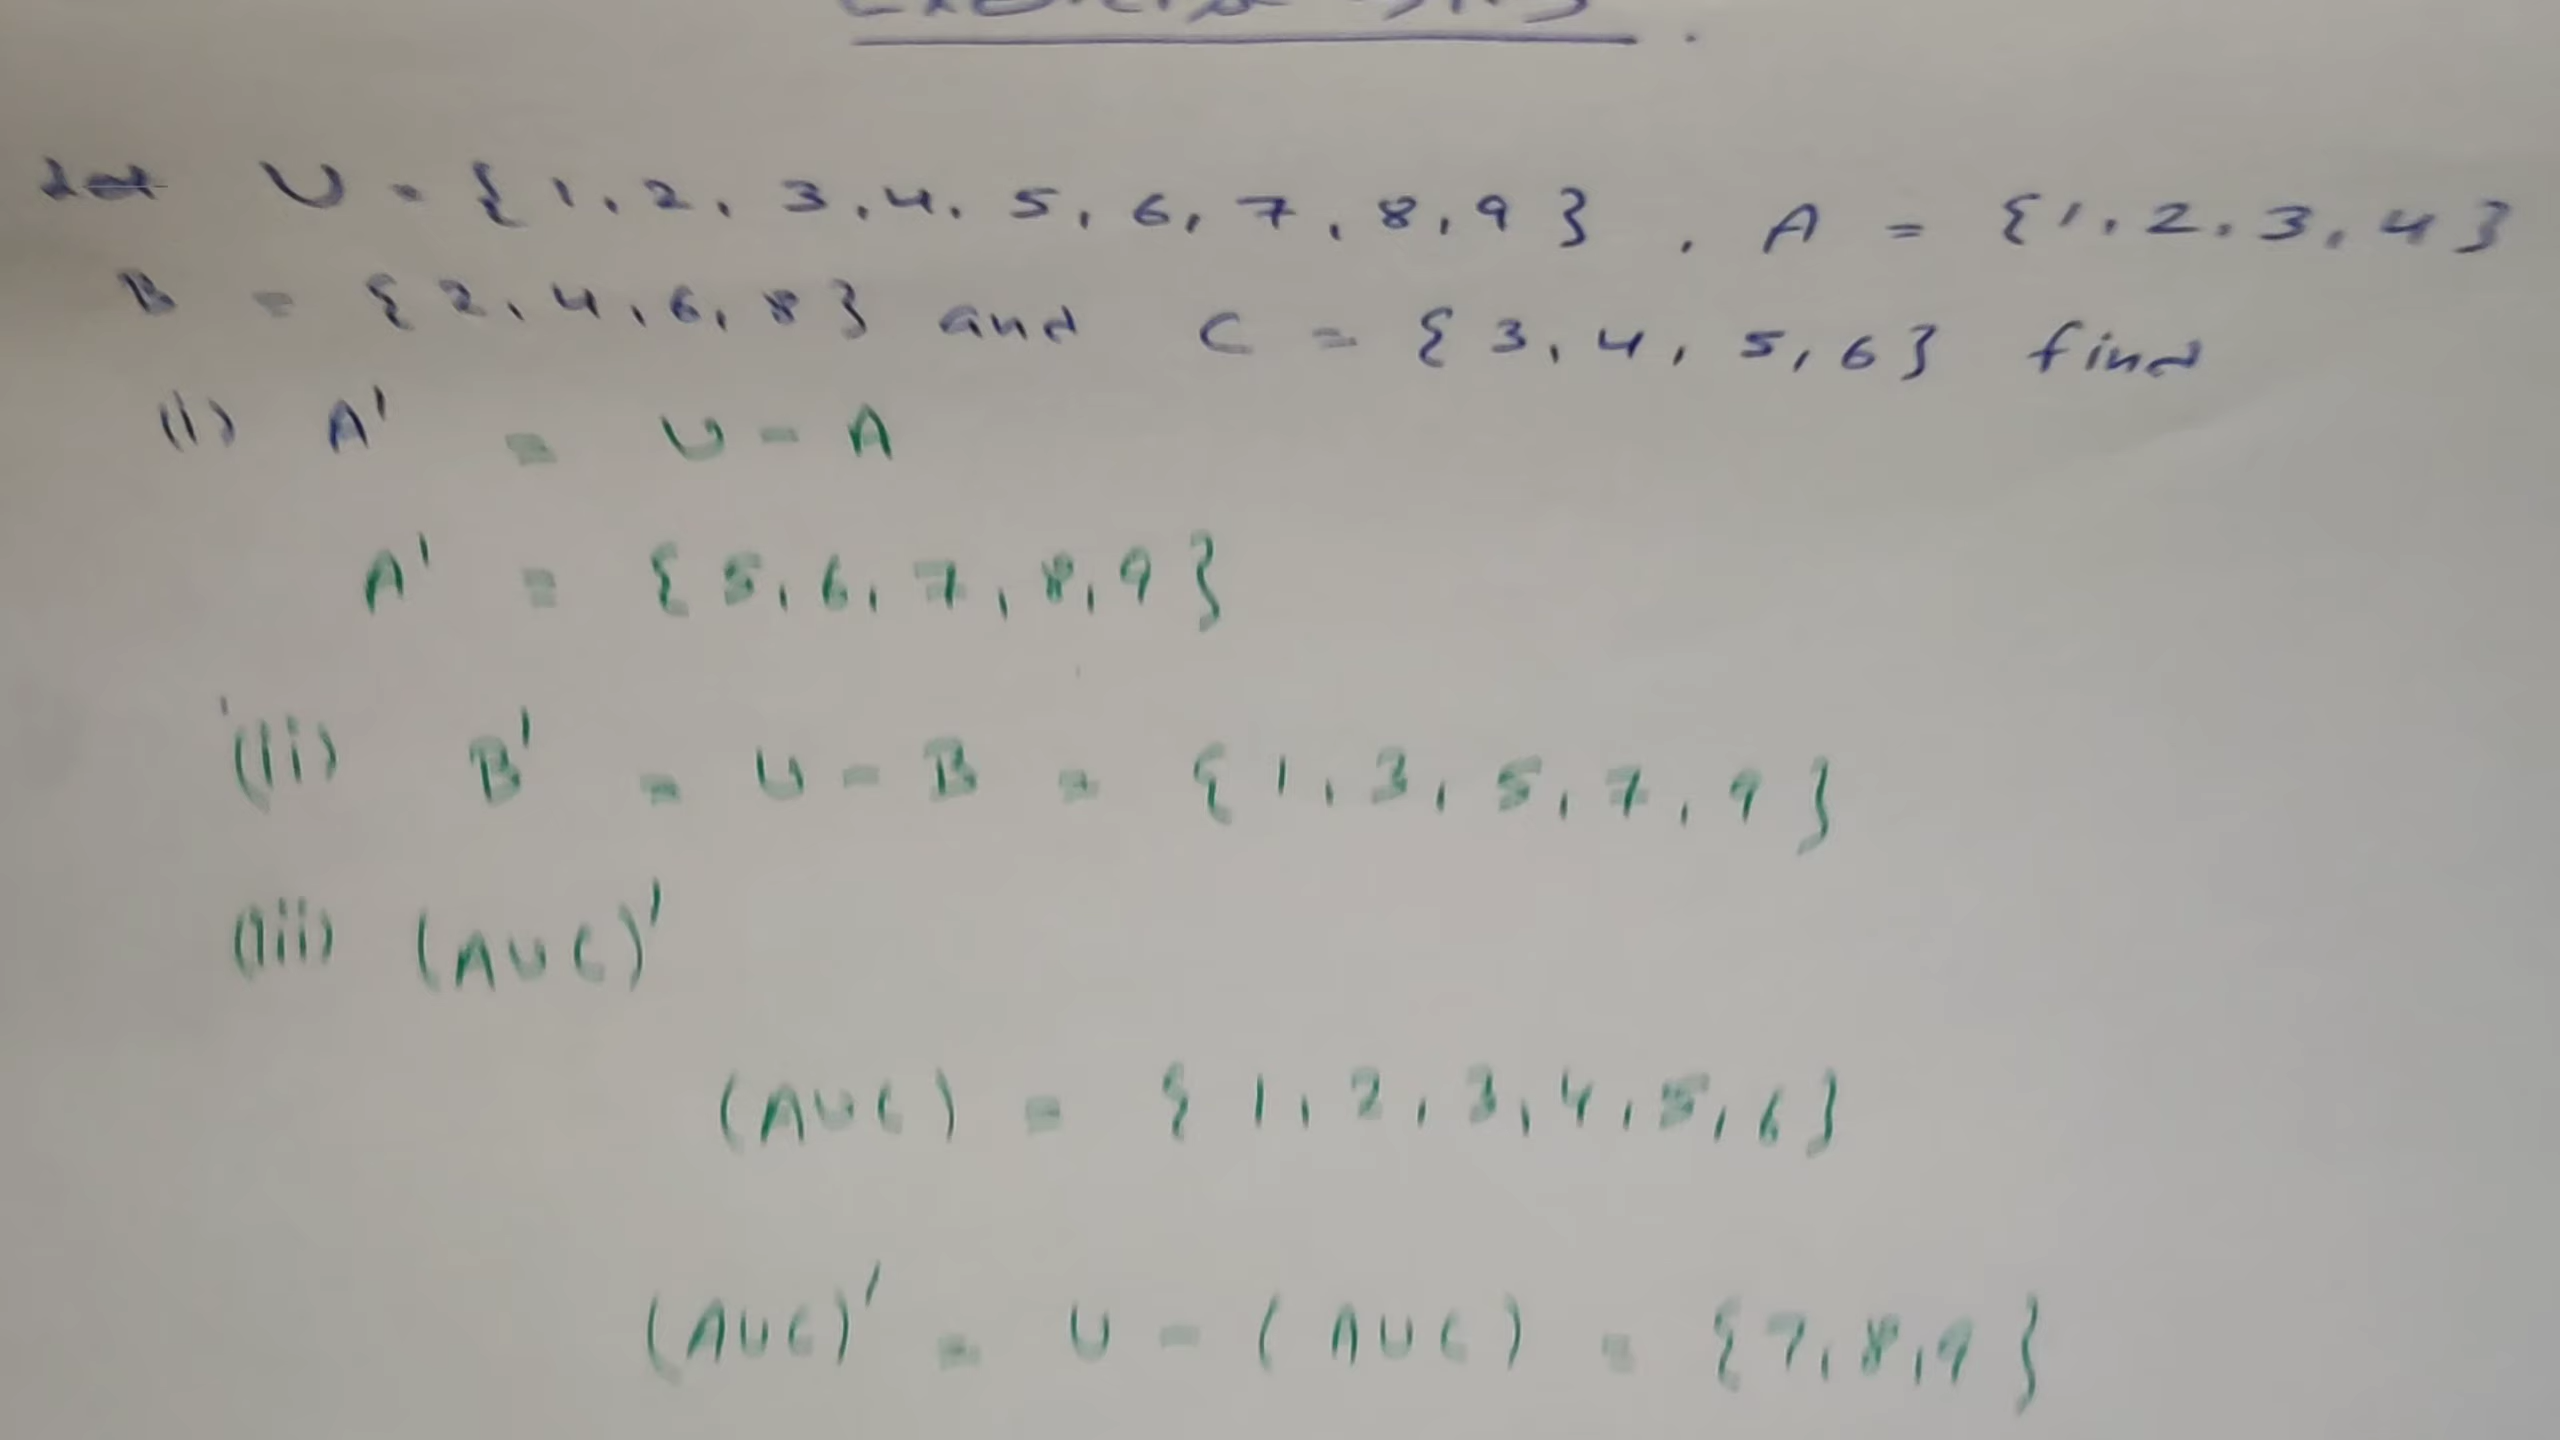 Let U = { 1, 2, 3, 4, 5, 6, 7, 8, 9 } , A = { 1, 2, 3, 4 }
B = { 2, 4, 6, 8 } and C = { 3, 4, 5, 6 } find
(i) A' = U - A
A' = { 5, 6, 7, 8, 9 }
(ii) B' = U - B = { 1, 3, 5, 7, 9 }
(iii) (A∪C)'
(A∪C) = { 1, 2, 3, 4, 5, 6 }
(A∪C)' = U - ( A∪C ) = { 7, 8, 9 }